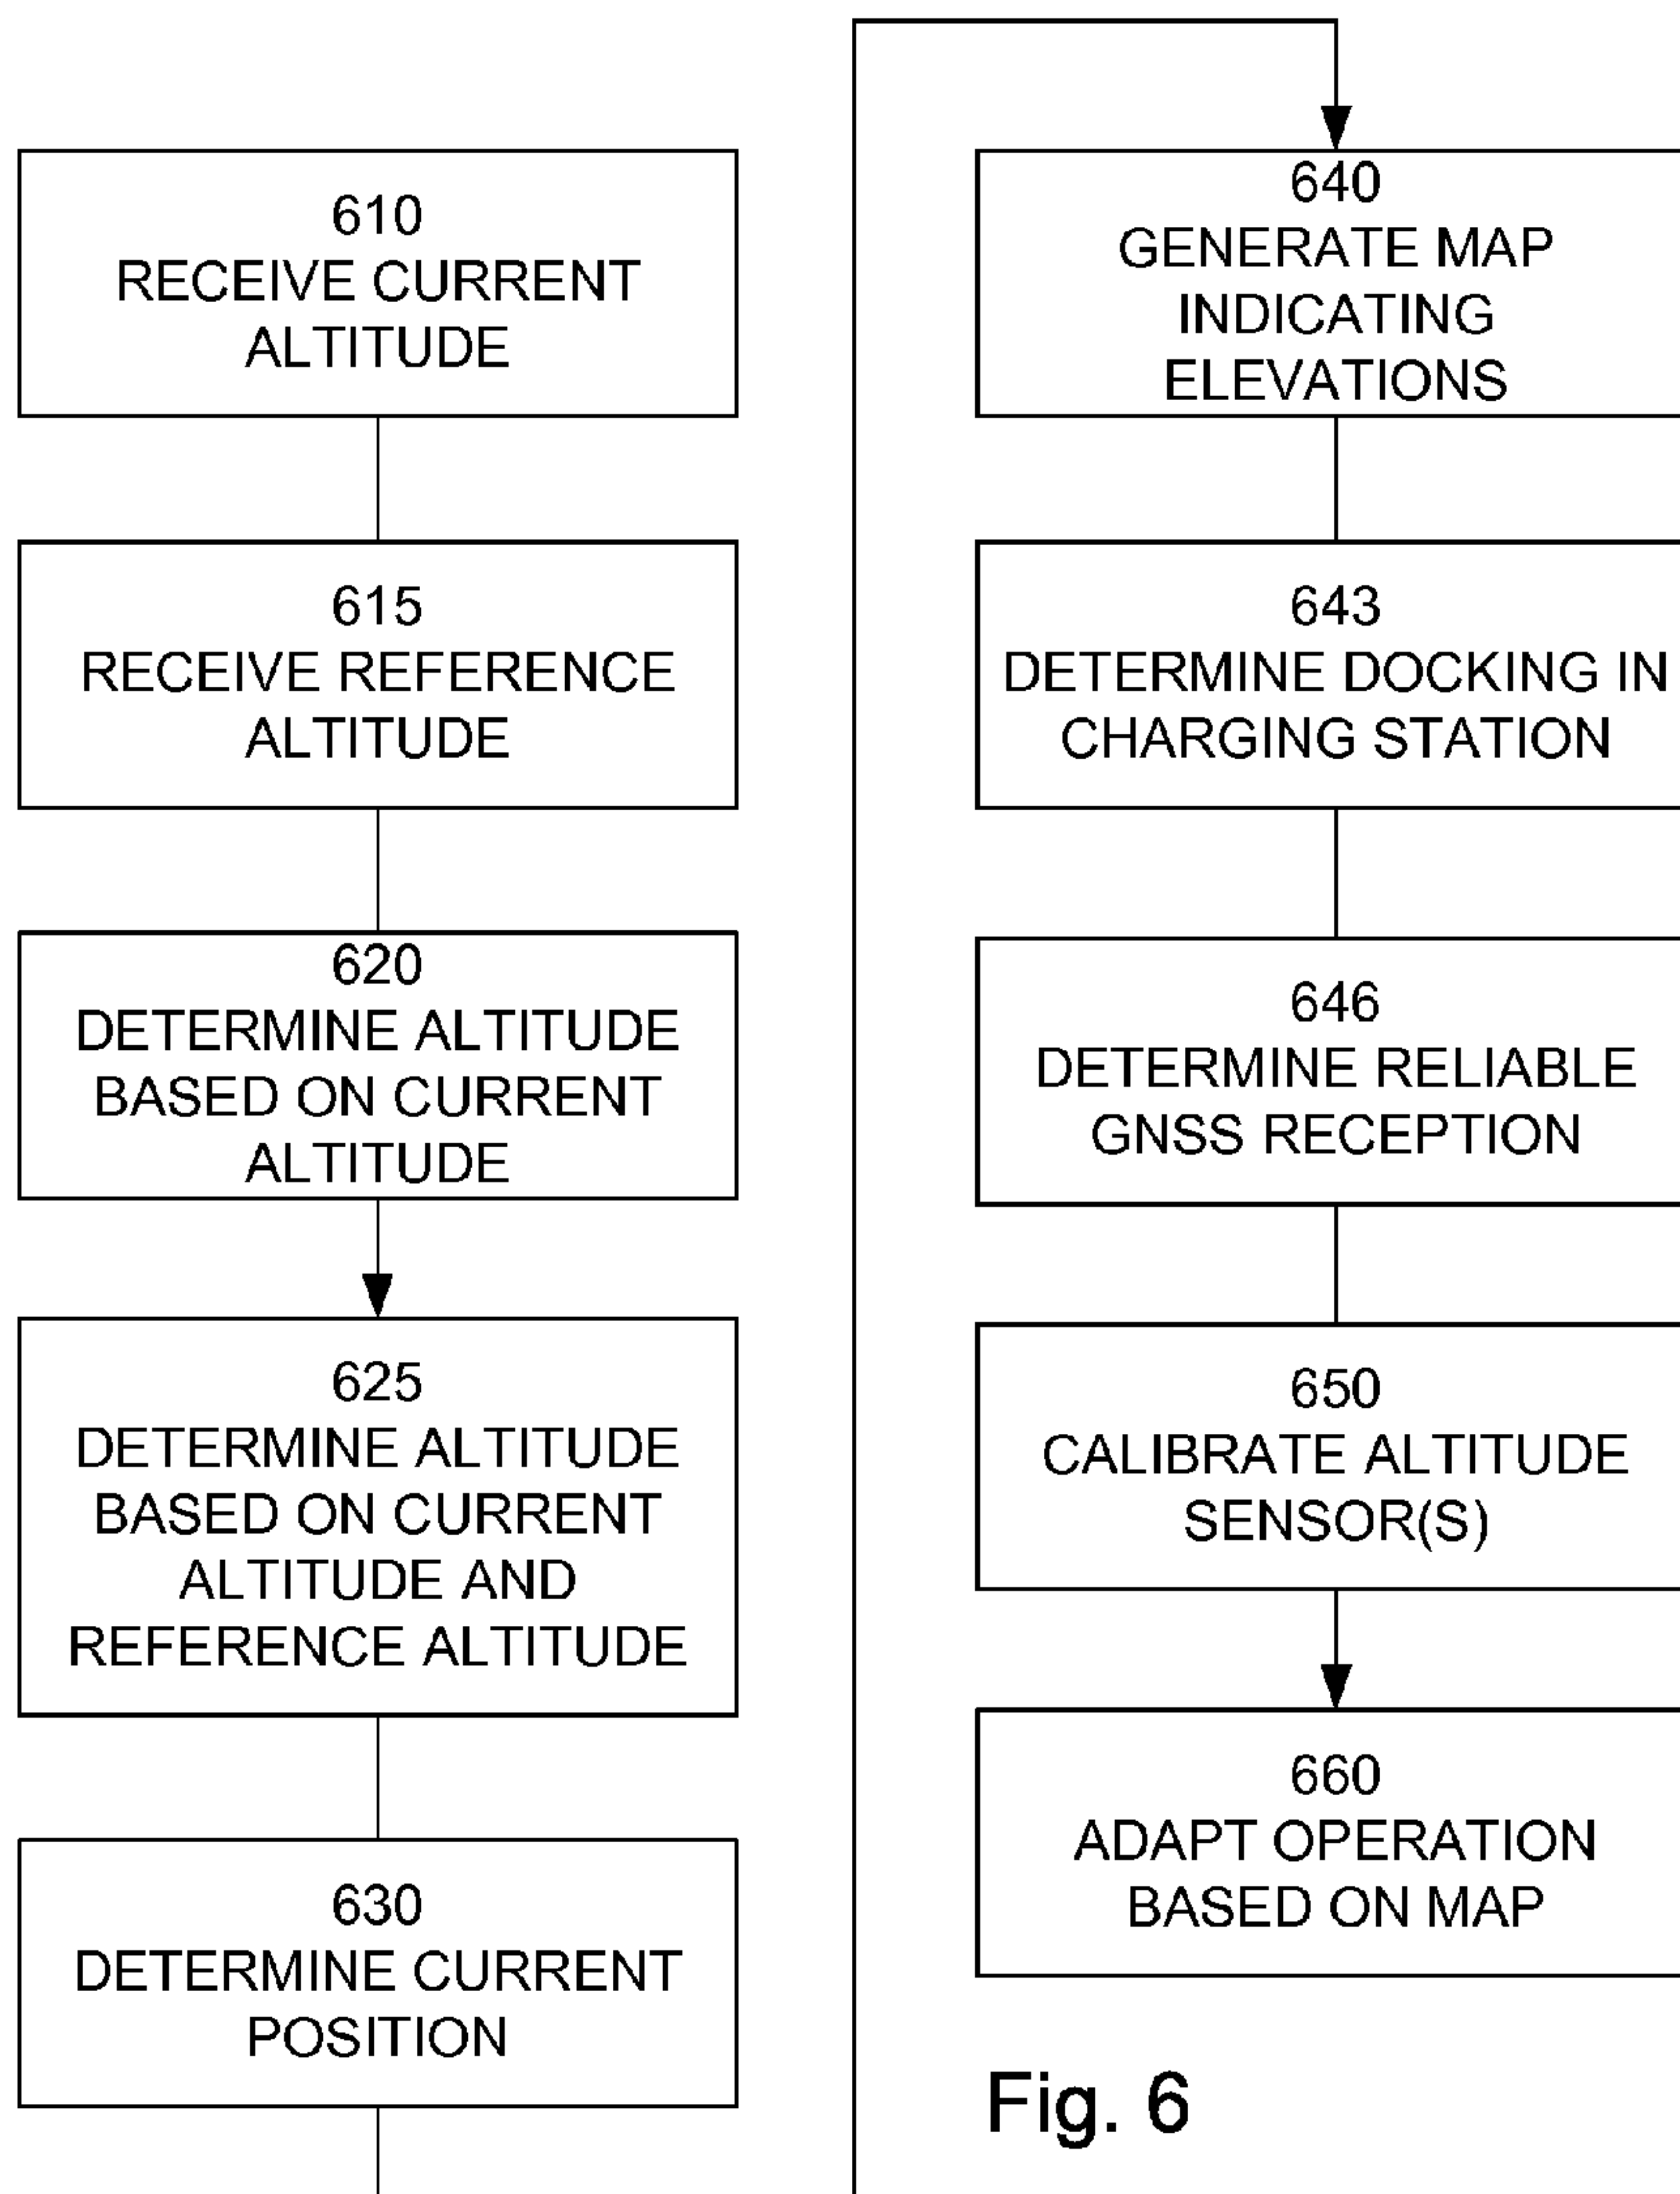 610
RECEIVE CURRENT
ALTITUDE
615
RECEIVE REFERENCE
ALTITUDE
620
DETERMINE ALTITUDE
BASED ON CURRENT
ALTITUDE
625
DETERMINE ALTITUDE
BASED ON CURRENT
ALTITUDE AND
REFERENCE ALTITUDE
630
DETERMINE CURRENT
POSITION
640
GENERATE MAP
INDICATING
ELEVATIONS
643
DETERMINE DOCKING IN
CHARGING STATION
646
DETERMINE RELIABLE
GNSS RECEPTION
650
CALIBRATE ALTITUDE
SENSOR(S)
660
ADAPT OPERATION
BASED ON MAP
Fig. 6